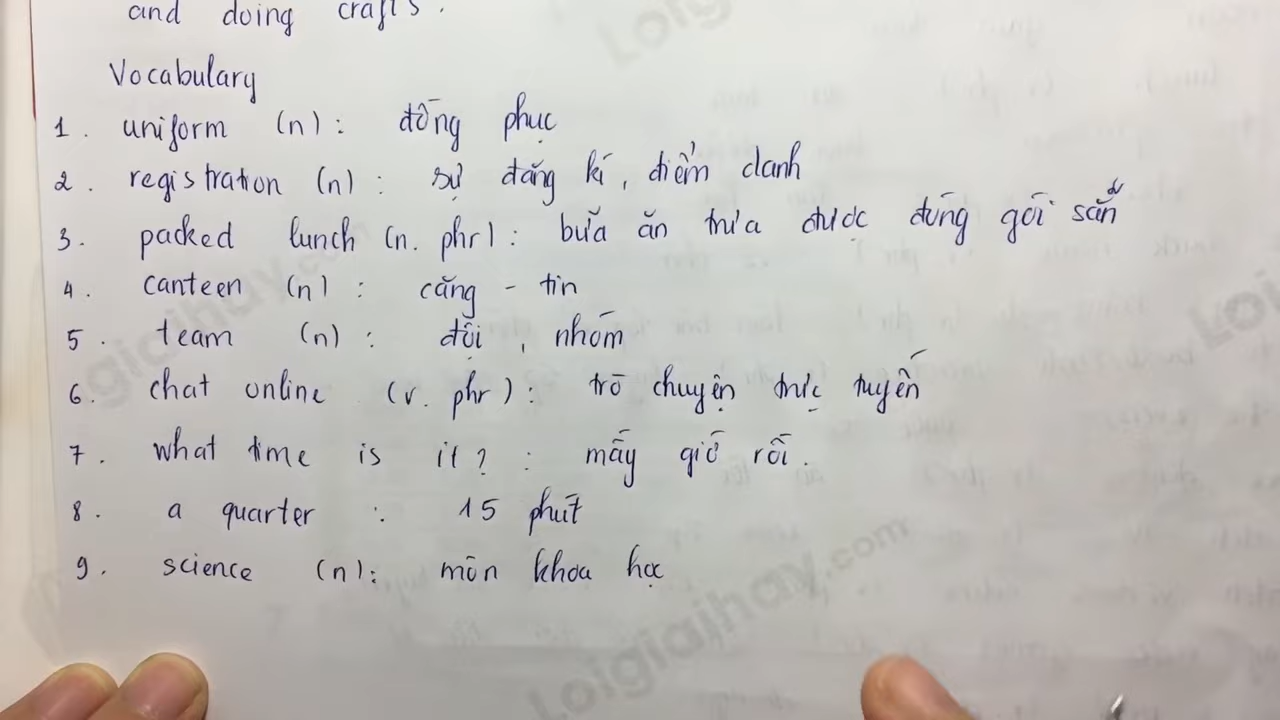 and doing crafts.
Vocabulary
1. uniform (n): đồng phục
2. registration (n): sự đăng kí, điểm danh
3. packed lunch (n. phr): bữa ăn trưa được đóng gói sẵn
4. canteen (n): căng-tin
5. team (n): đội, nhóm
6. chat online (v. phr): trò chuyện trực tuyến
7. what time is it?: mấy giờ rồi.
8. a quarter: 15 phút
9. science (n): môn khoa học
Loigiaihay.com